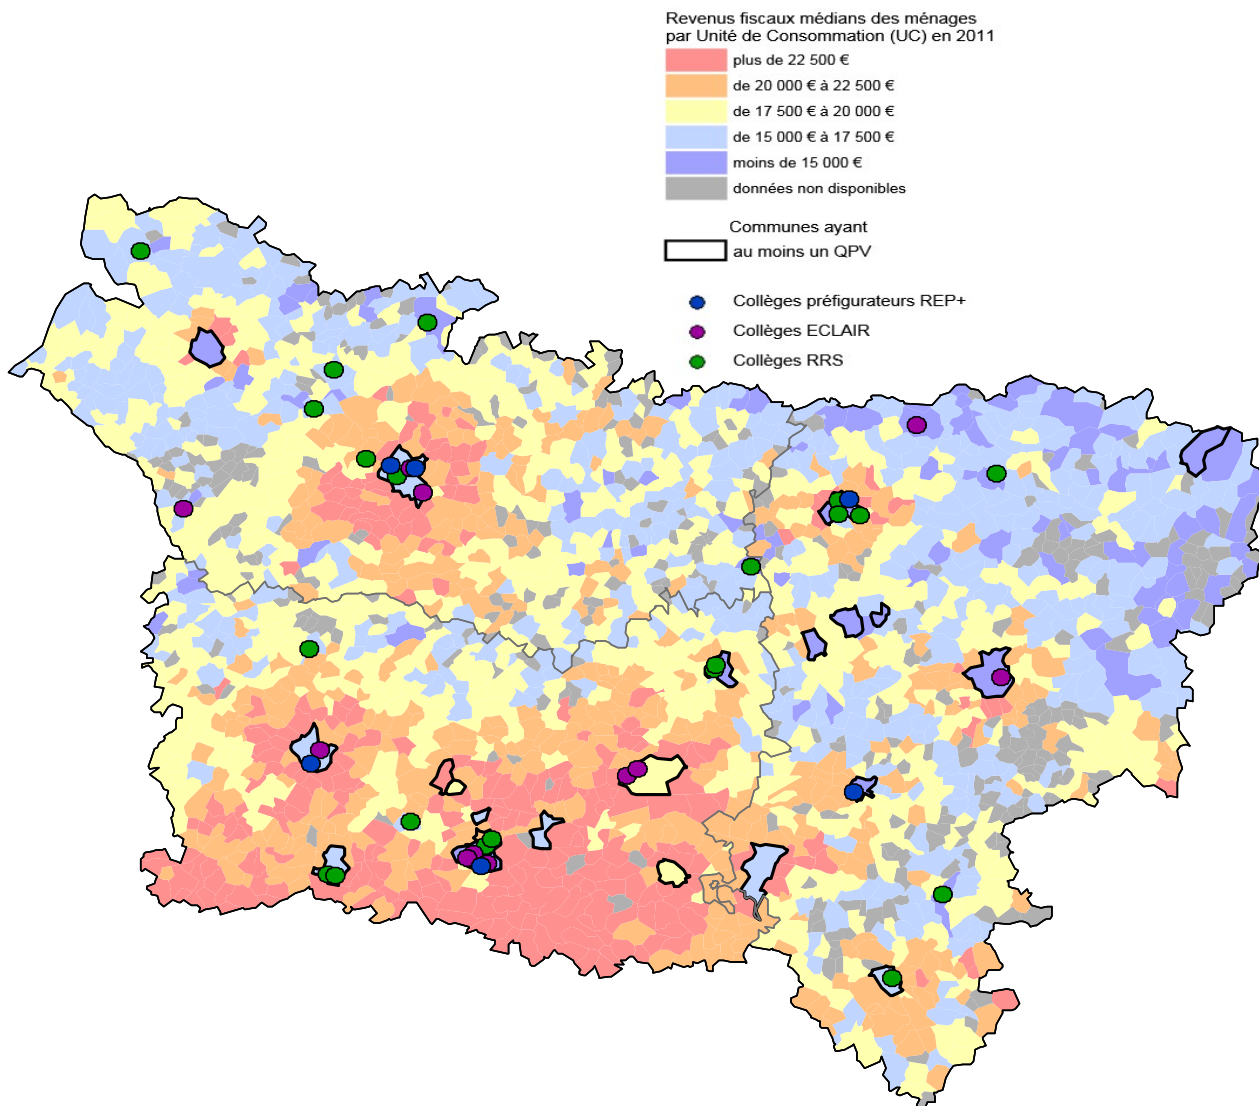 Revenus fiscaux médians des ménages
par Unité de Consommation (UC) en 2011
plus de 22 500 €
de 20 000 € à 22 500 €
de 17 500 € à 20 000 €
de 15 000 € à 17 500 €
moins de 15 000 €
données non disponibles
Communes ayant
au moins un QPV
Collèges préfigurateurs REP+
Collèges ECLAIR
Collèges RRS